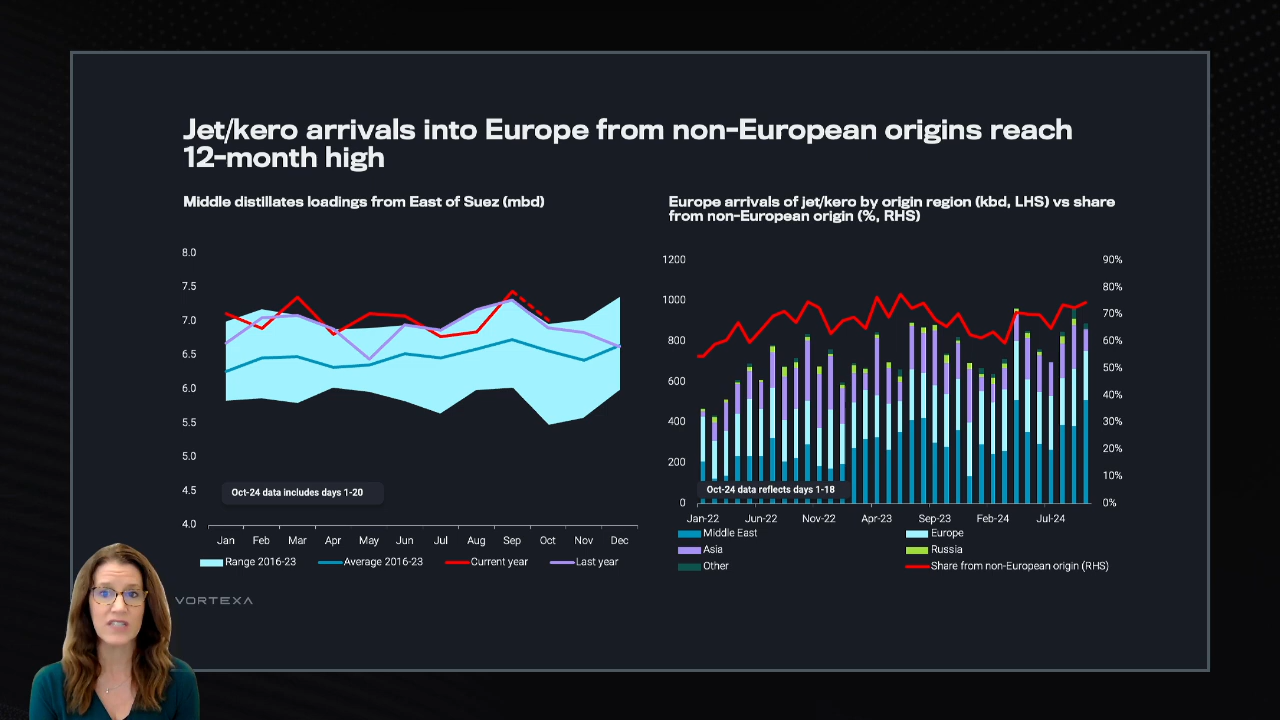 Jet/kero arrivals into Europe from non-European origins reach
12-month high
Middle distillates loadings from East of Suez (mbd)
8.0
7.5
7.0
6.5
6.0
5.5
5.0
4.5
4.0
Oct-24 data includes days 1-20
Jan Feb Mar Apr May Jun Jul Aug Sep Oct Nov Dec
Range 2016-23 Average 2016-23 Current year Last year
Europe arrivals of jet/kero by origin region (kbd, LHS) vs share
from non-European origin (%, RHS)
1200
1000
800
600
400
200
0
90%
80%
70%
60%
50%
40%
30%
20%
10%
0%
Oct-24 data reflects days 1-18
Jan-22 Jun-22 Nov-22 Apr-23 Sep-23 Feb-24 Jul-24
Middle East Europe
Asia Russia
Other Share from non-European origin (RHS)
VORTEXA